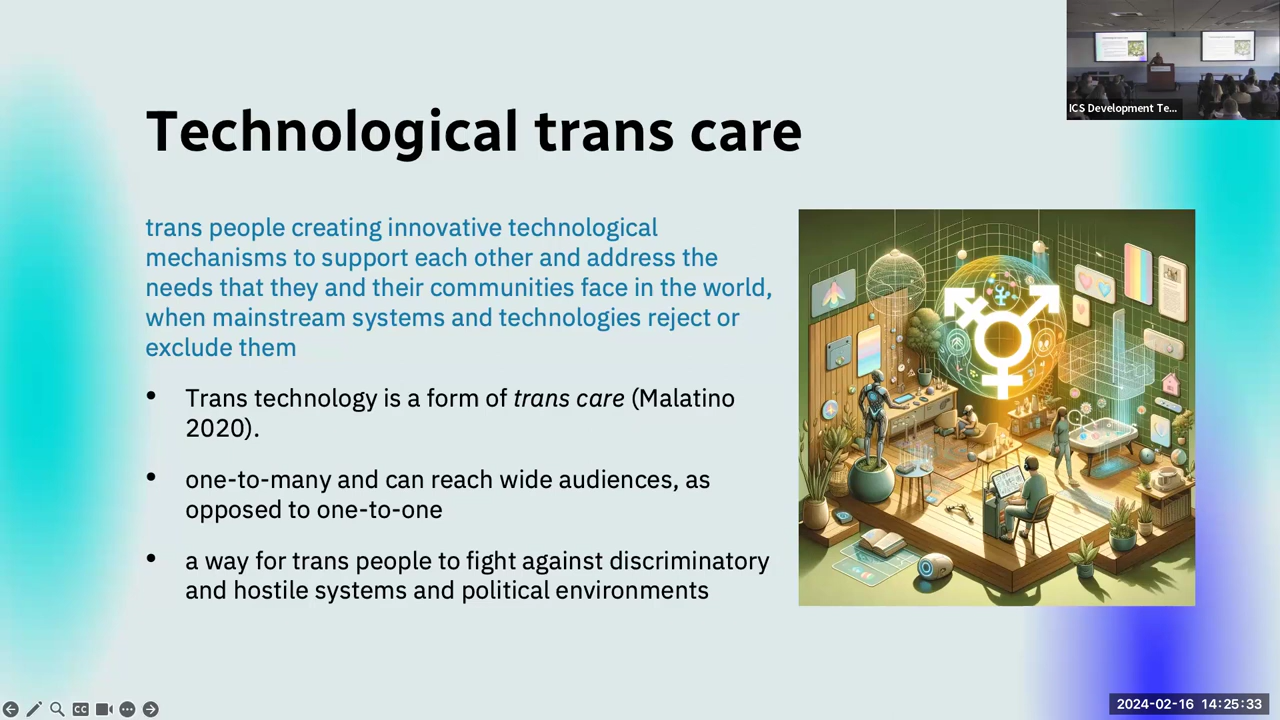 ICS Development Te...
Technological trans care
trans people creating innovative technological
mechanisms to support each other and address the
needs that they and their communities face in the world,
when mainstream systems and technologies reject or
exclude them
• Trans technology is a form of trans care (Malatino
2020).
• one-to-many and can reach wide audiences, as
opposed to one-to-one
• a way for trans people to fight against discriminatory
and hostile systems and political environments
CC
2024-02-16 14:25:33